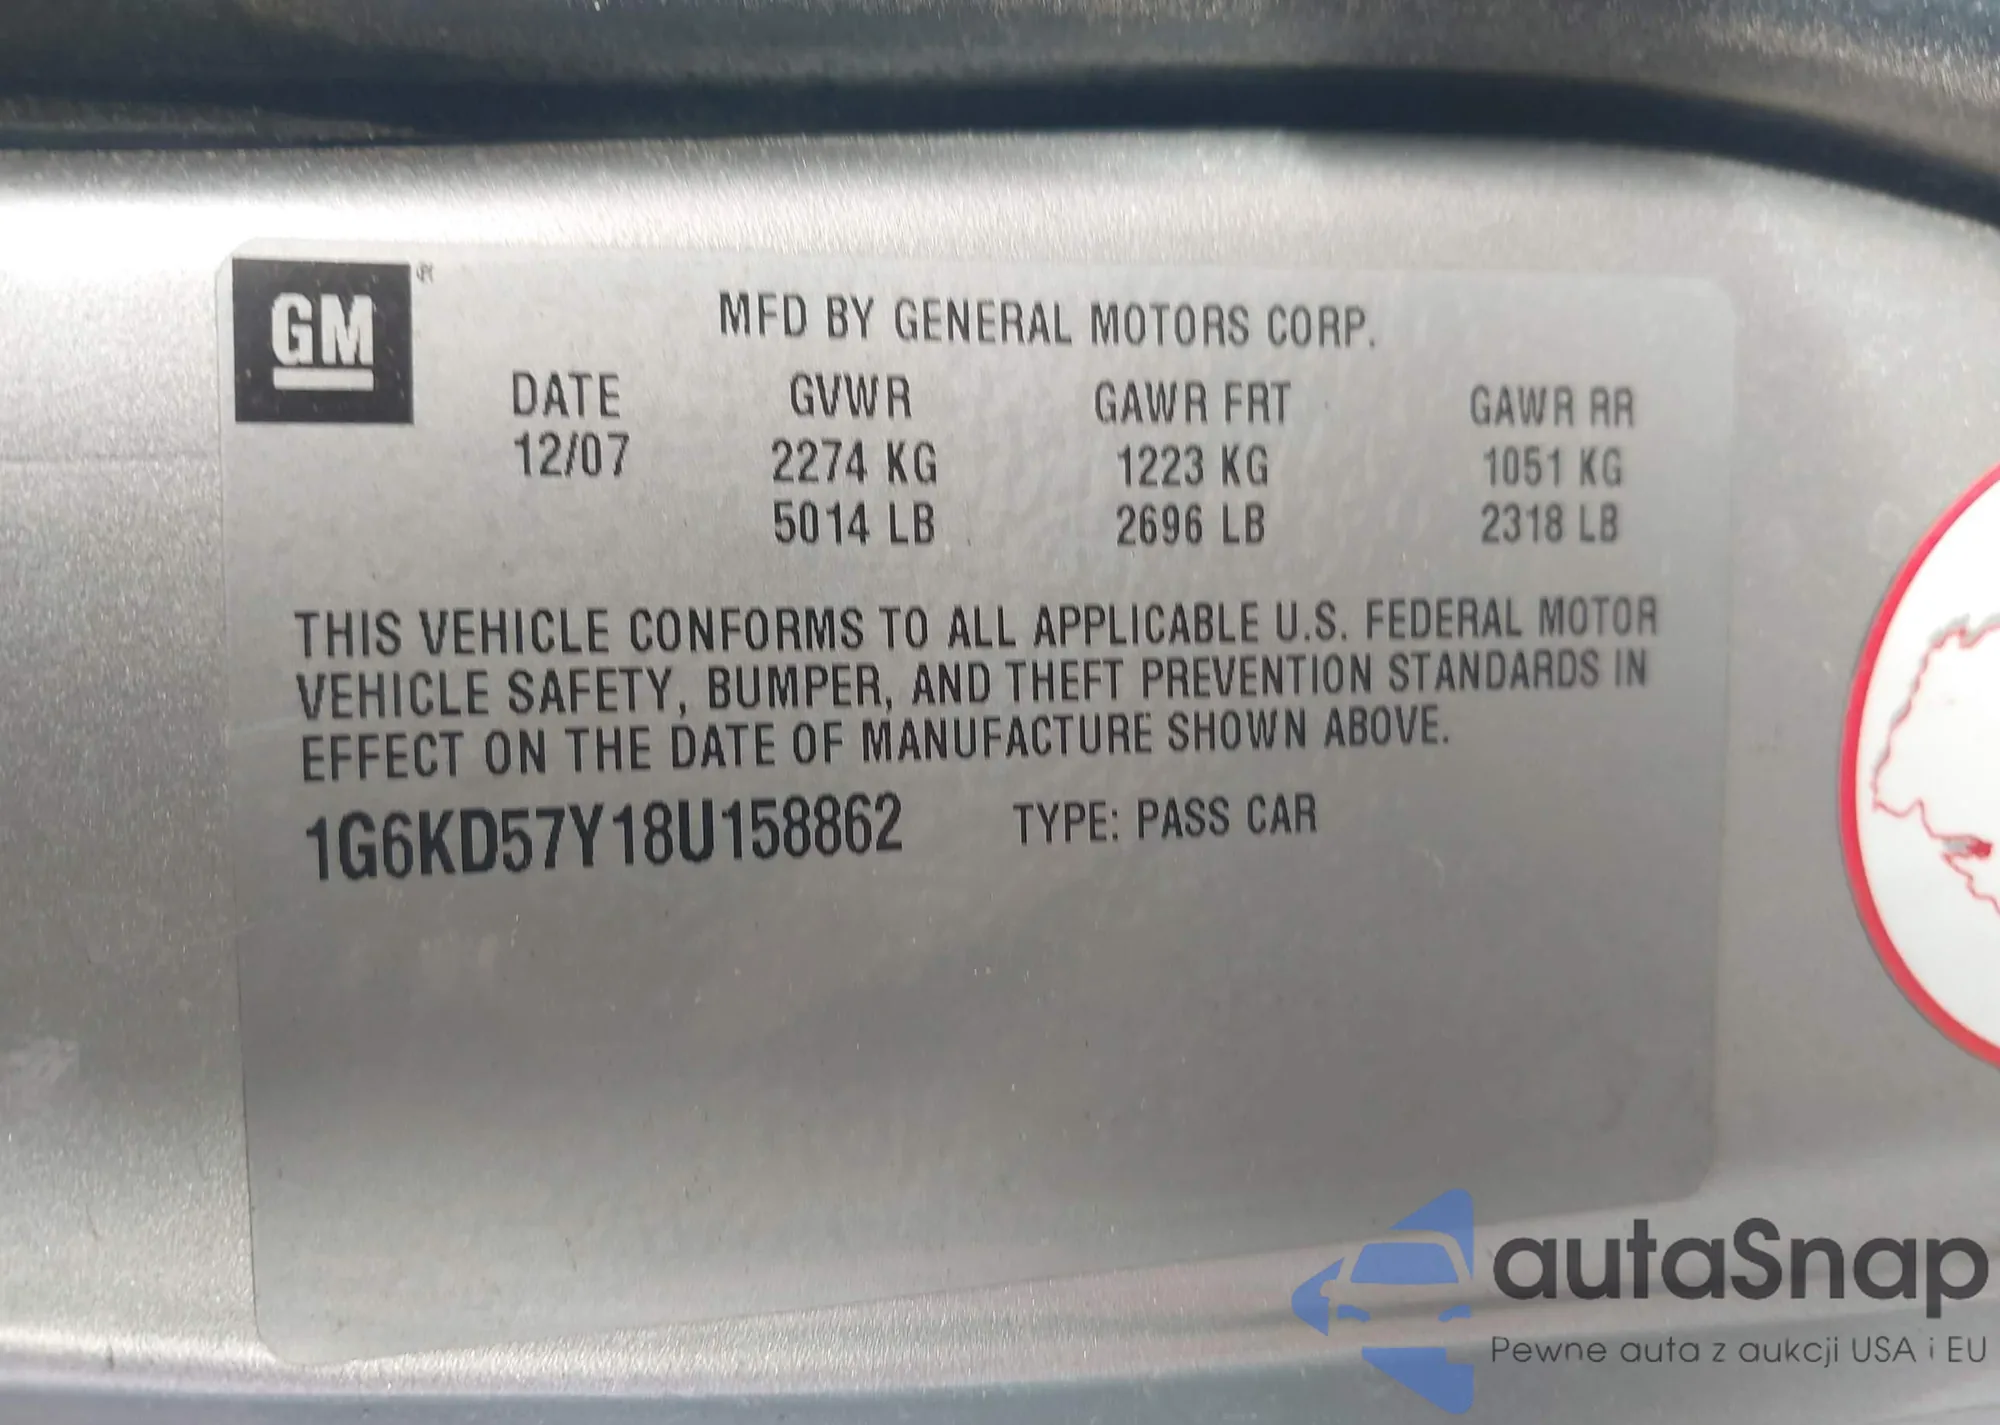 GM®
MFD BY GENERAL MOTORS CORP.
DATE GVWR GAWR FRT GAWR RR
12/07 2274 KG 1223 KG 1051 KG
5014 LB 2696 LB 2318 LB
THIS VEHICLE CONFORMS TO ALL APPLICABLE U.S. FEDERAL MOTOR
VEHICLE SAFETY, BUMPER, AND THEFT PREVENTION STANDARDS IN
EFFECT ON THE DATE OF MANUFACTURE SHOWN ABOVE.
1G6KD57Y18U158862 TYPE: PASS CAR
autaSnap
Pewne auta z aukcji USA i EU